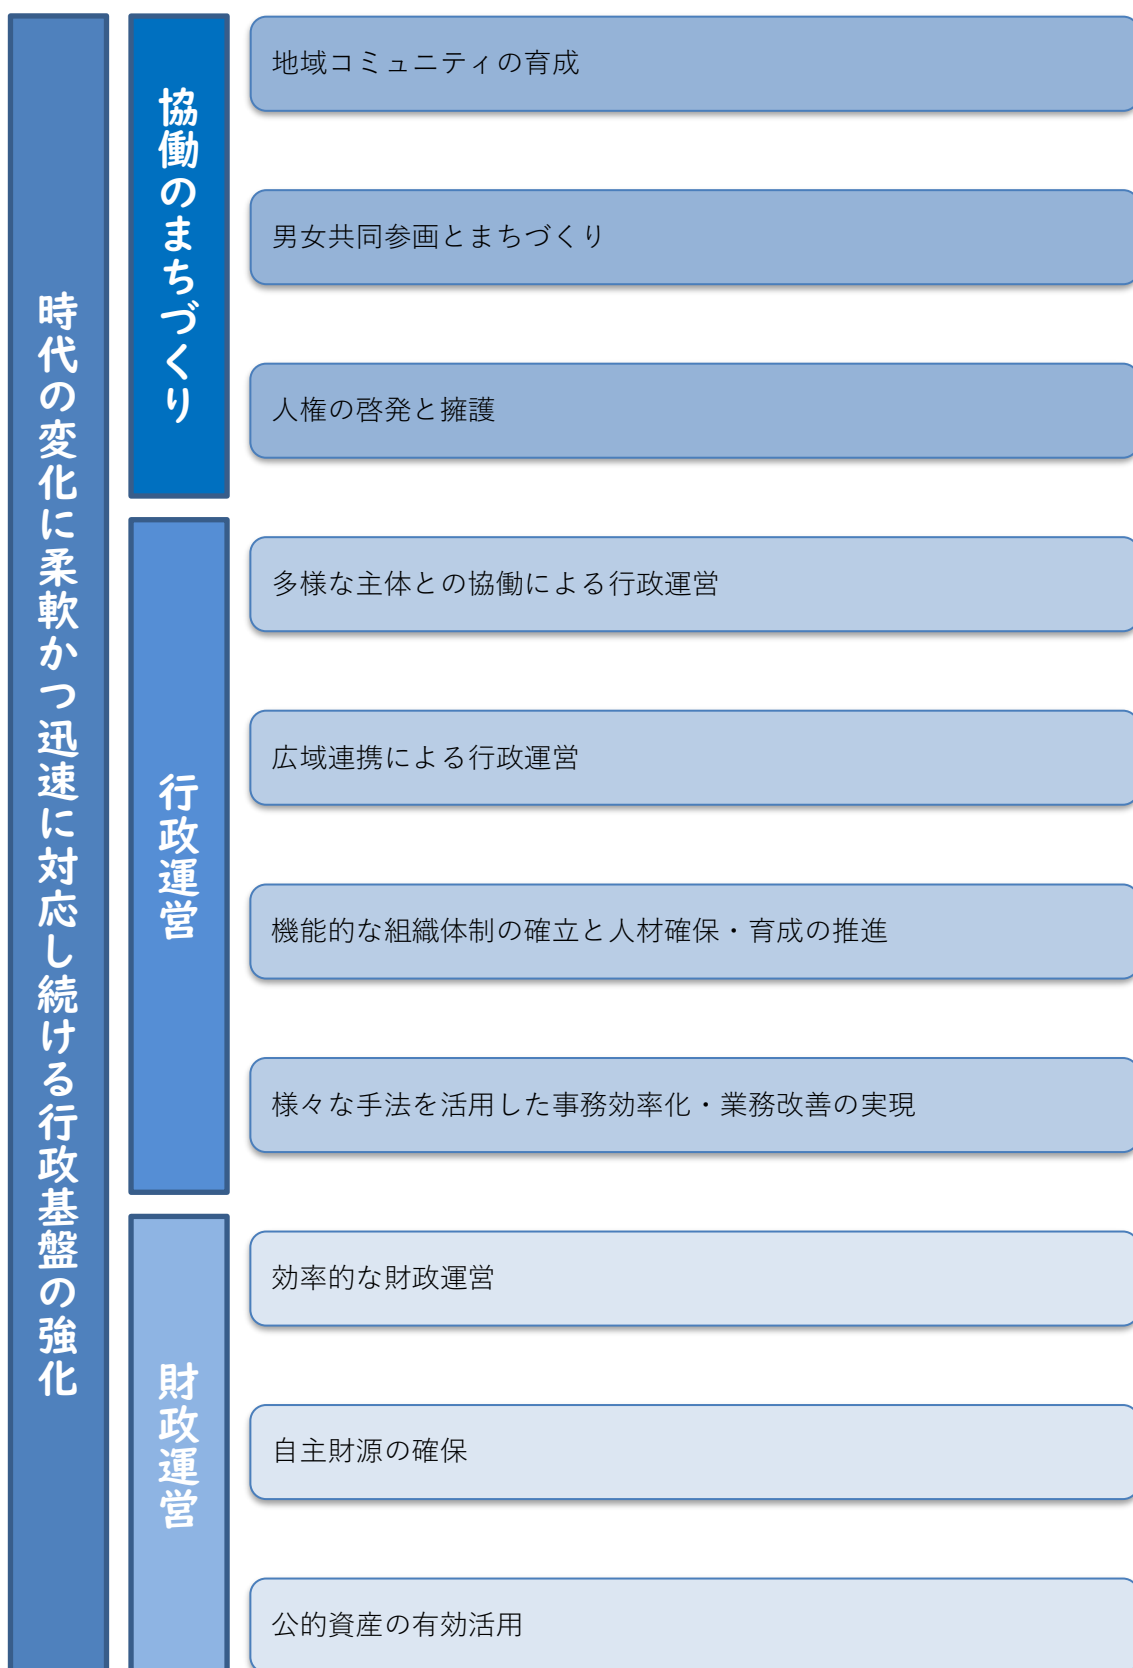 時代の変化に柔軟かつ迅速に対応し続ける行政基盤の強化
協働のまちづくり
地域コミュニティの育成
男女共同参画とまちづくり
人権の啓発と擁護
行政運営
多様な主体との協働による行政運営
広域連携による行政運営
機能的な組織体制の確立と人材確保・育成の推進
様々な手法を活用した事務効率化・業務改善の実現
財政運営
効率的な財政運営
自主財源の確保
公的資産の有効活用